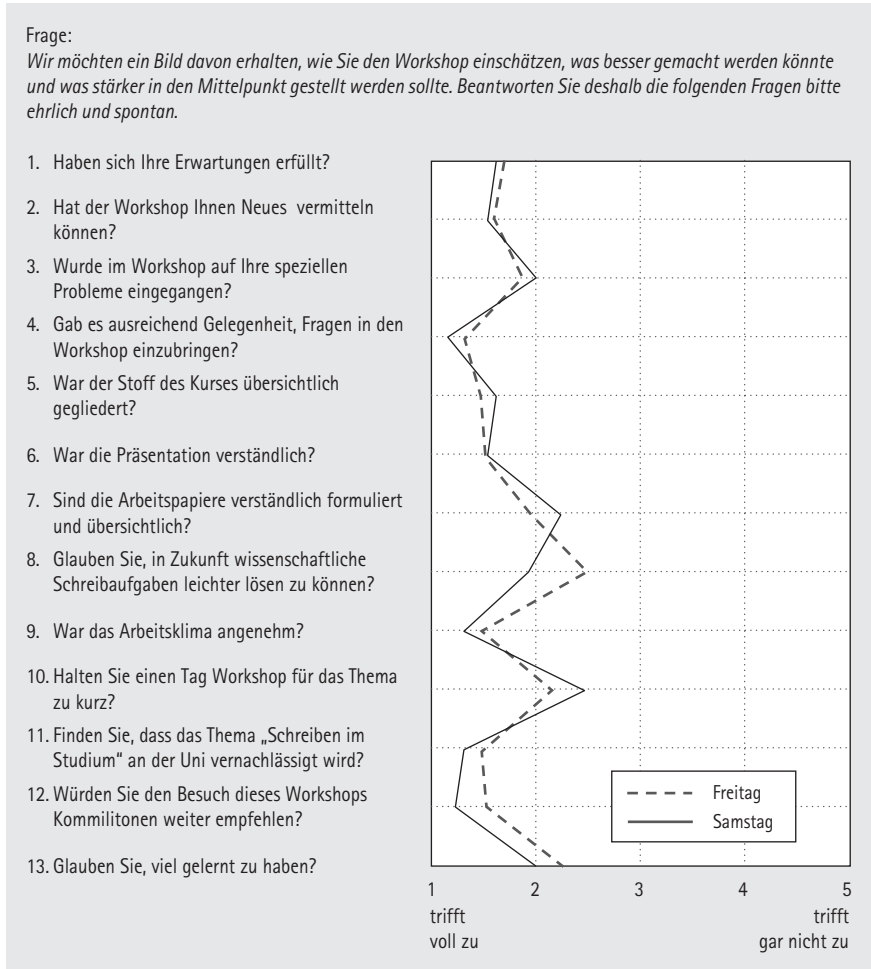 Frage:
Wir möchten ein Bild davon erhalten, wie Sie den Workshop einschätzen, was besser gemacht werden könnte
und was stärker in den Mittelpunkt gestellt werden sollte. Beantworten Sie deshalb die folgenden Fragen bitte
ehrlich und spontan.
1. Haben sich Ihre Erwartungen erfüllt?
2. Hat der Workshop Ihnen Neues vermitteln
können?
3. Wurde im Workshop auf Ihre speziellen
Probleme eingegangen?
4. Gab es ausreichend Gelegenheit, Fragen in den
Workshop einzubringen?
5. War der Stoff des Kurses übersichtlich
gegliedert?
6. War die Präsentation verständlich?
7. Sind die Arbeitspapiere verständlich formuliert
und übersichtlich?
8. Glauben Sie, in Zukunft wissenschaftliche
Schreibaufgaben leichter lösen zu können?
9. War das Arbeitsklima angenehm?
10. Halten Sie einen Tag Workshop für das Thema
zu kurz?
11. Finden Sie, dass das Thema „Schreiben im
Studium" an der Uni vernachlässigt wird?
12. Würden Sie den Besuch dieses Workshops
Kommilitonen weiter empfehlen?
13. Glauben Sie, viel gelernt zu haben?
Freitag
Samstag
1 2 3 4 5
trifft trifft
voll zu gar nicht zu